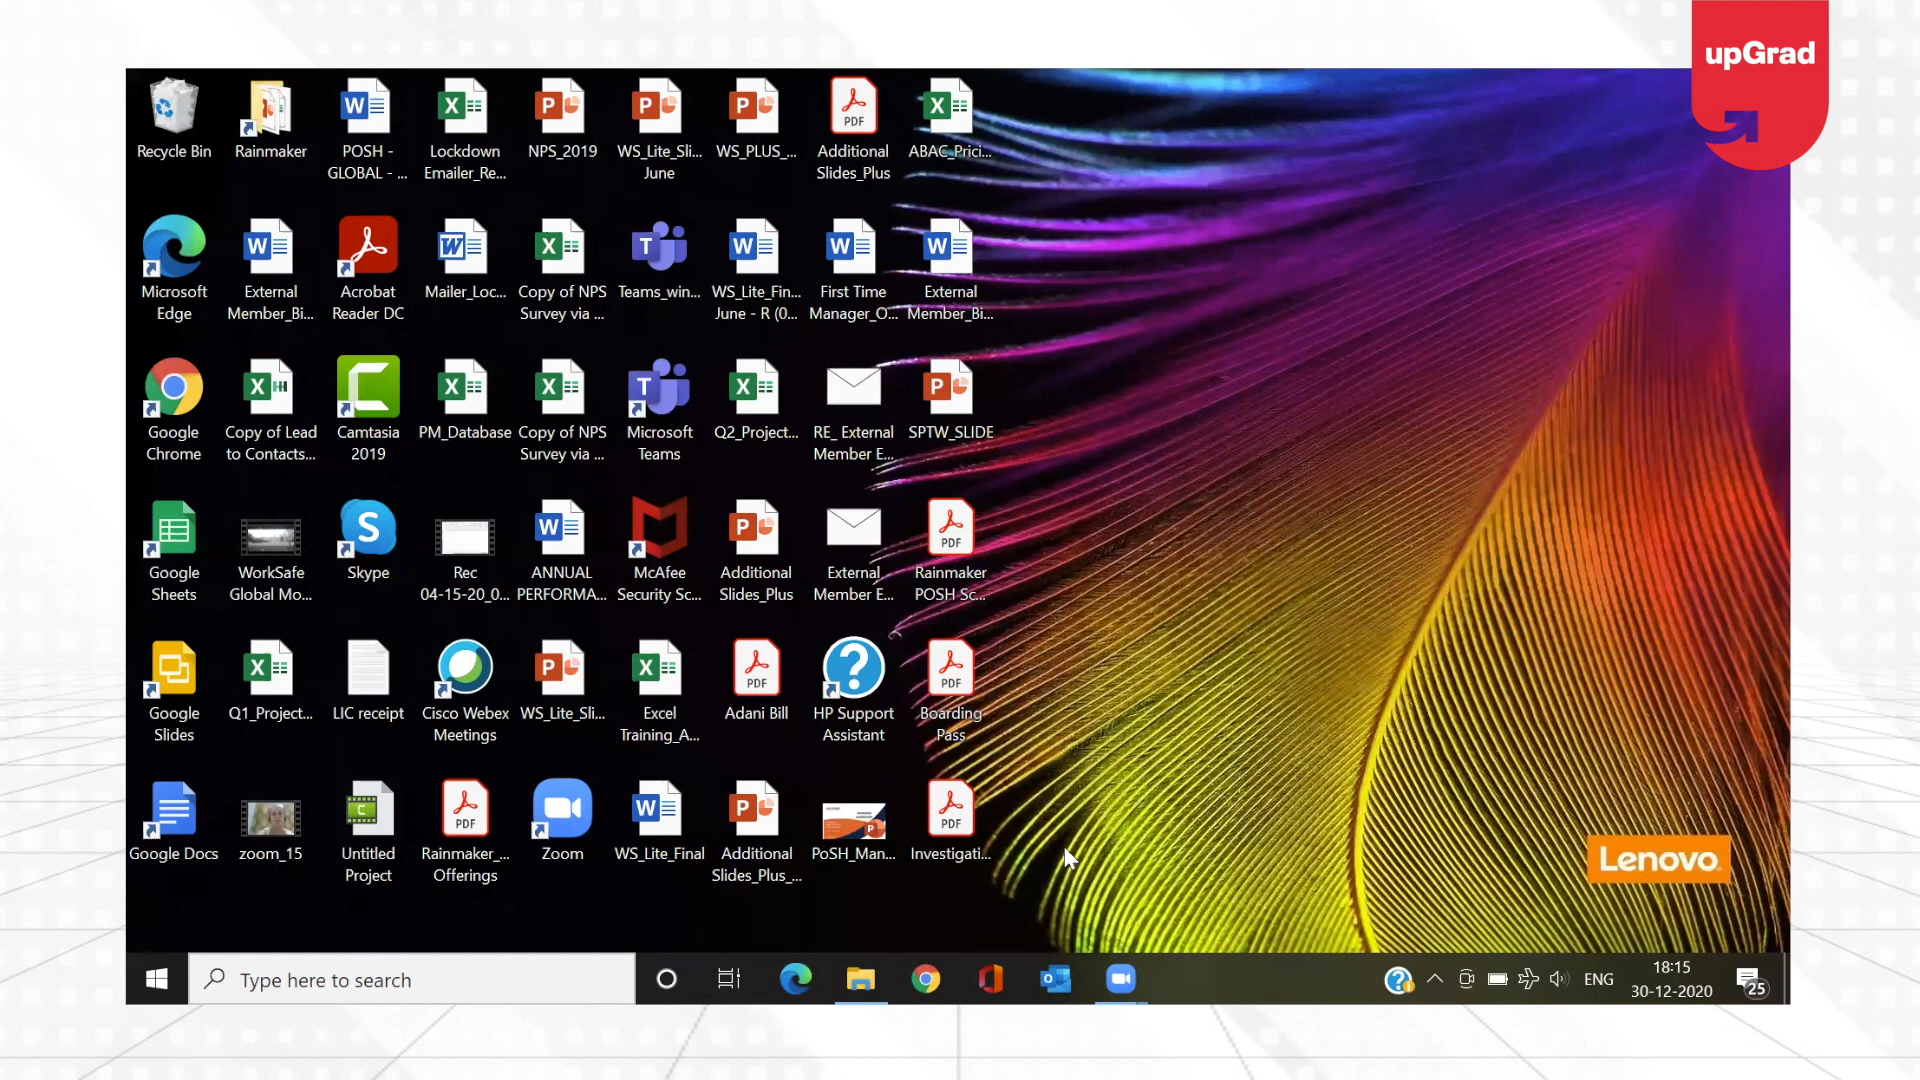 upGrad
Recycle Bin
Rainmaker
POSH -
GLOBAL - ...
Lockdown
Emailer_Re...
NPS_2019
WS_Lite_Sli...
June
WS_PLUS_...
Additional
Slides_Plus
ABAC_Prici...
Microsoft
Edge
External
Member_Bi...
Acrobat
Reader DC
Mailer_Loc...
Copy of NPS
Survey via ...
Teams_win...
WS_Lite_Fin...
June - R (0...
First Time
Manager_O...
External
Member_Bi...
Google
Chrome
Copy of Lead
to Contacts...
Camtasia
2019
PM_Database
Copy of NPS
Survey via ...
Microsoft
Teams
Q2_Project...
RE_ External
Member E...
SPTW_SLIDE
Google
Sheets
WorkSafe
Global Mo...
Skype
Rec
04-15-20_0...
ANNUAL
PERFORMA...
McAfee
Security Sc...
Additional
Slides_Plus
External
Member E...
Rainmaker
POSH Sc...
Google
Slides
Q1_Project...
LIC receipt
Cisco Webex
Meetings
WS_Lite_Sli...
Excel
Training_A...
Adani Bill
HP Support
Assistant
Boarding
Pass
Google Docs
zoom_15
Untitled
Project
Rainmaker_...
Offerings
Zoom
WS_Lite_Final
Additional
Slides_Plus_...
PoSH_Man...
Investigati...
Lenovo
Type here to search
ENG
18:15
30-12-2020
25